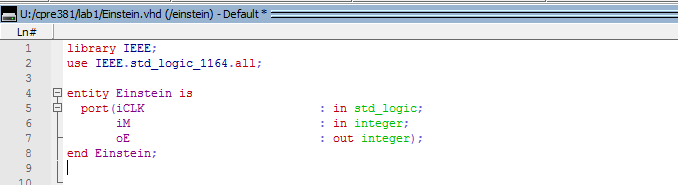 U:/cpre381/lab1/Einstein.vhd (/einstein) - Default *
Ln#
1 library IEEE;
2 use IEEE.std_logic_1164.all;
3
4 entity Einstein is
5 port(iCLK : in std_logic;
6 iM : in integer;
7 oE : out integer);
8 end Einstein;
9
10